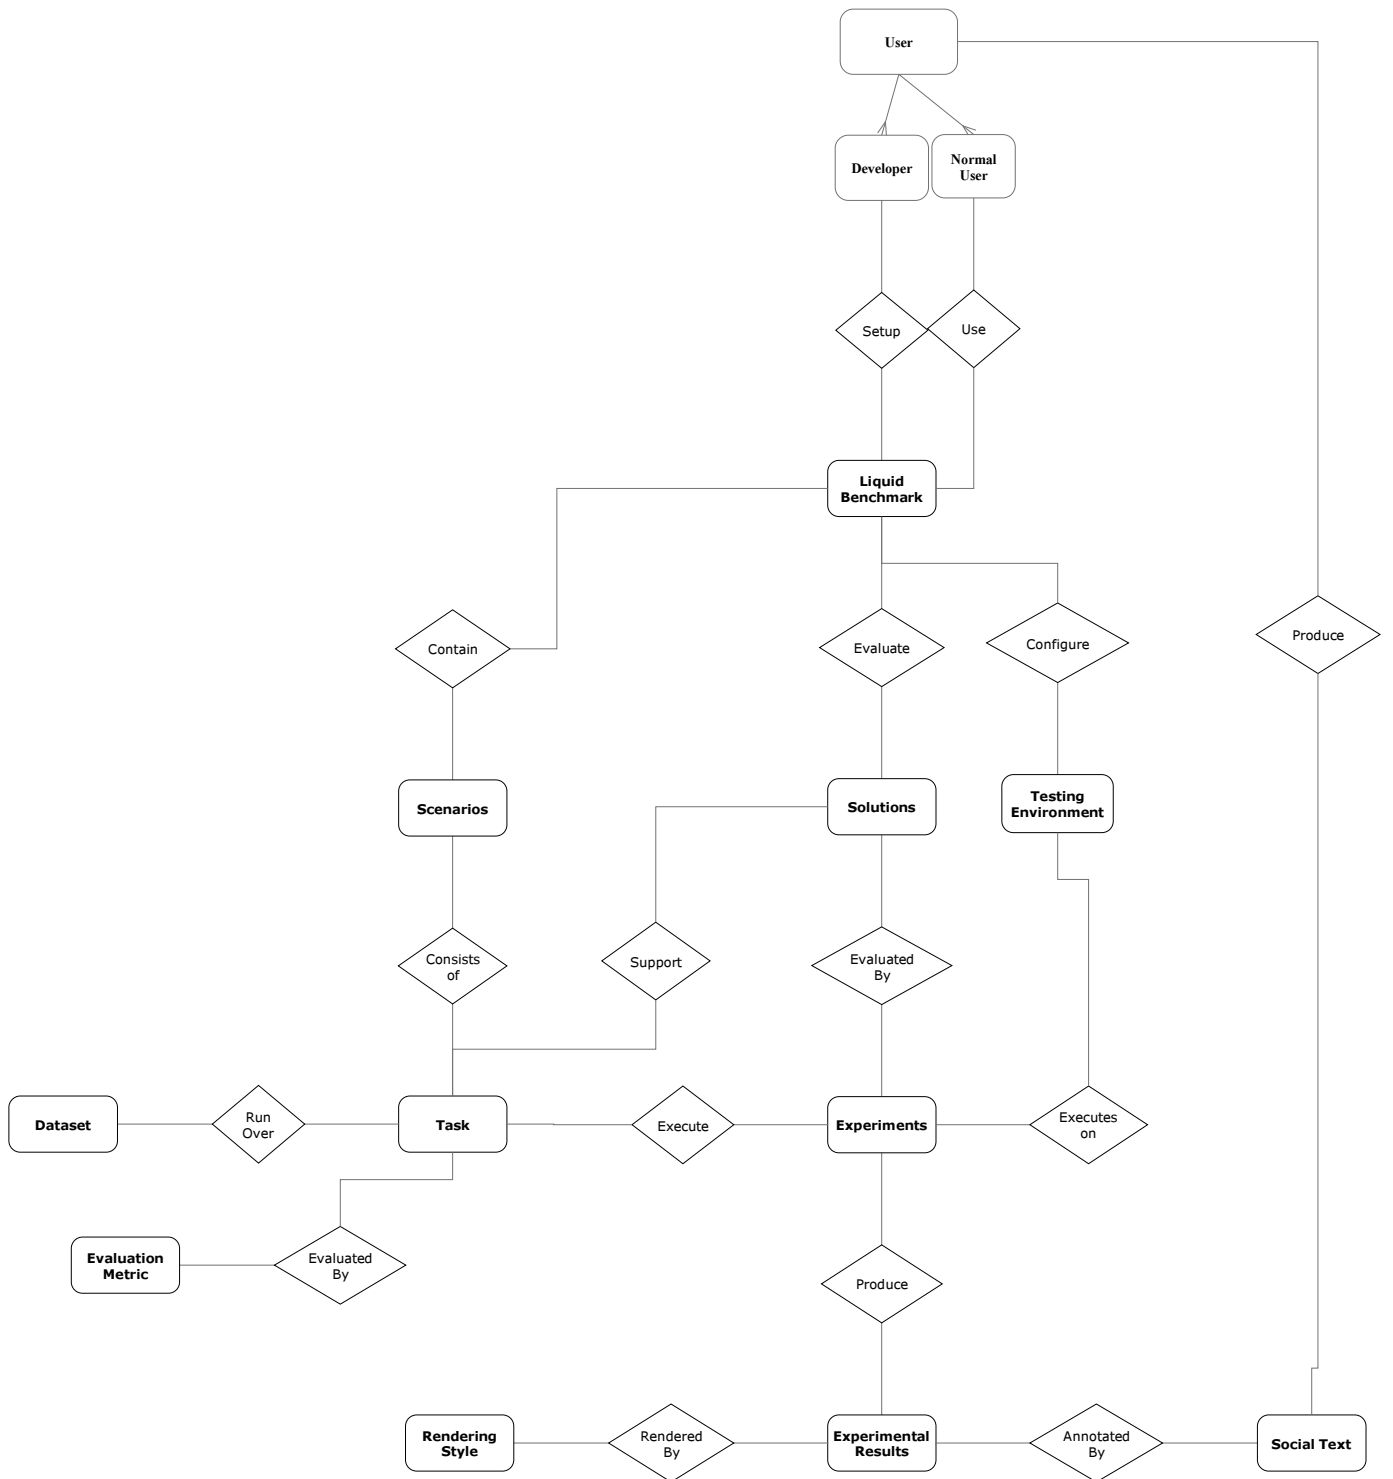 User
Developer
Normal
User
Setup
Use
Liquid
Benchmark
Contain
Evaluate
Configure
Produce
Scenarios
Solutions
Testing
Environment
Consists
of
Support
Evaluated
By
Dataset
Run
Over
Task
Execute
Experiments
Executes
on
Evaluation
Metric
Evaluated
By
Produce
Rendering
Style
Rendered
By
Experimental
Results
Annotated
By
Social Text